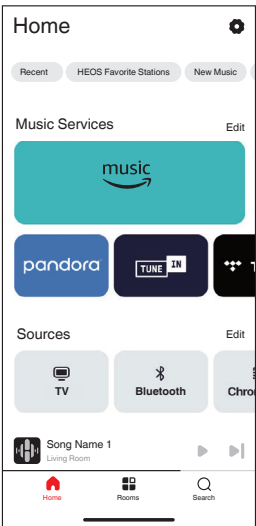 Home
Recent HEOS Favorite Stations New Music
Music Services Edit
music
pandora TUNE IN
Sources Edit
TV Bluetooth
Song Name 1
Living Room
Home Rooms Search